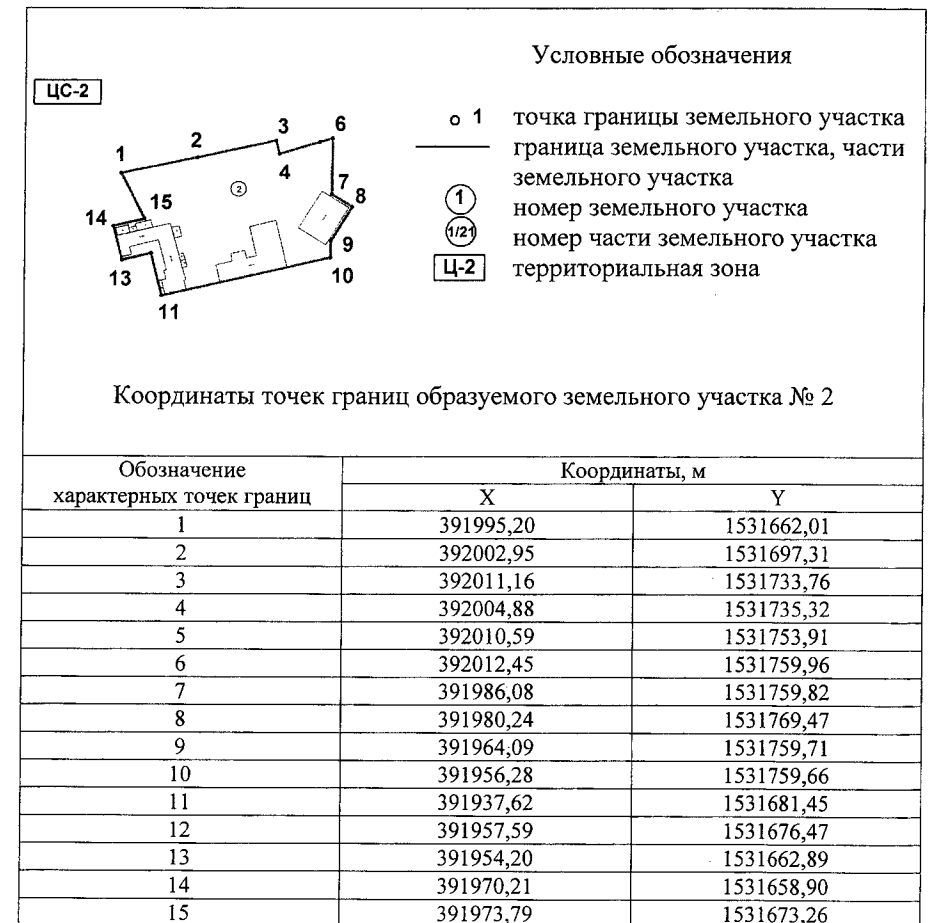 Условные обозначения
ЦС-2
1 точка границы земельного участка
граница земельного участка, части
земельного участка
1 номер земельного участка
1/21 номер части земельного участка
Ц-2 территориальная зона
1
2
3
6
4
2
7
8
15
14
9
13
10
11
Координаты точек границ образуемого земельного участка № 2
Обозначение характерных точек границ
Координаты, м
X Y
1 391995,20 1531662,01
2 392002,95 1531697,31
3 392011,16 1531733,76
4 392004,88 1531735,32
5 392010,59 1531753,91
6 392012,45 1531759,96
7 391986,08 1531759,82
8 391980,24 1531769,47
9 391964,09 1531759,71
10 391956,28 1531759,66
11 391937,62 1531681,45
12 391957,59 1531676,47
13 391954,20 1531662,89
14 391970,21 1531658,90
15 391973,79 1531673,26